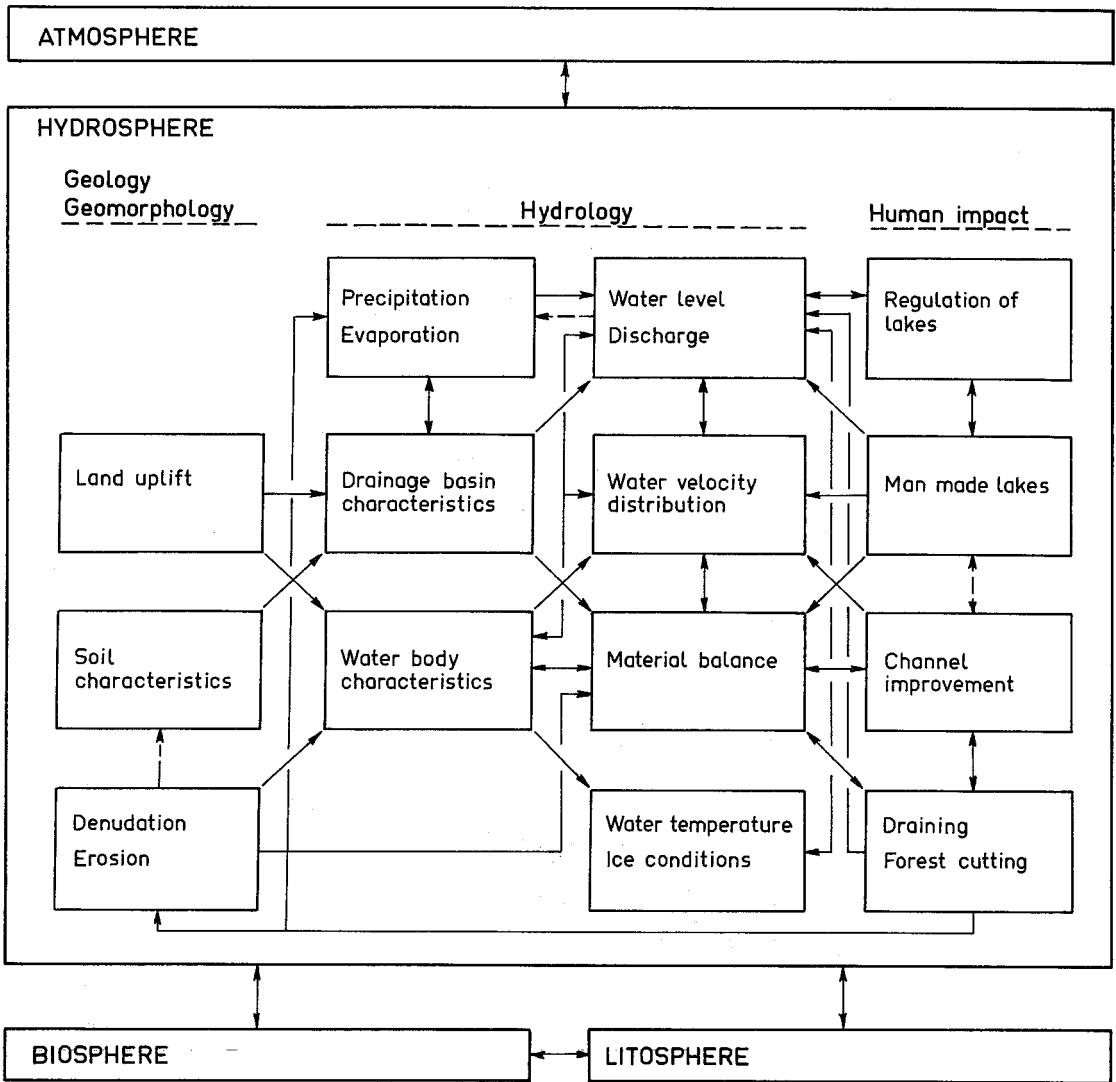 ATMOSPHERE
HYDROSPHERE
Geology
Geomorphology
Hydrology
Human impact
Precipitation
Evaporation
Water level
Discharge
Regulation of
lakes
Land uplift
Drainage basin
characteristics
Water velocity
distribution
Man made lakes
Soil
characteristics
Water body
characteristics
Material balance
Channel
improvement
Denudation
Erosion
Water temperature
Ice conditions
Draining
Forest cutting
BIOSPHERE
LITOSPHERE